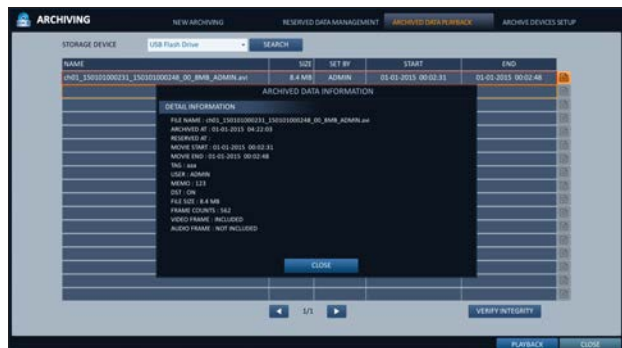 ARCHIVING
NEW ARCHIVING RESERVED DATA MANAGEMENT ARCHIVED DATA PLAYBACK ARCHIVE DEVICES SETUP
STORAGE DEVICE USB Flash Drive SEARCH
NAME SIZE SET BY START END
ch01_150101000231_150101000248_00_8MB_ADMIN.avi 8.4 MB ADMIN 01-01-2015 00:02:31 01-01-2015 00:02:48
ARCHIVED DATA INFORMATION
DETAIL INFORMATION
FILE NAME : ch01_150101000231_150101000248_00_8MB_ADMIN.avi
ARCHIVED AT : 01-01-2015 04:22:03
RESERVED AT :
MOVIE START : 01-01-2015 00:02:31
MOVIE END : 01-01-2015 00:02:48
TAG : aaa
USER : ADMIN
MEMO : 123
DST : ON
FILE SIZE : 8.4 MB
FRAME COUNTS : 562
VIDEO FRAME : INCLUDED
AUDIO FRAME : NOT INCLUDED
CLOSE
1/1
VERIFY INTEGRITY
PLAYBACK CLOSE